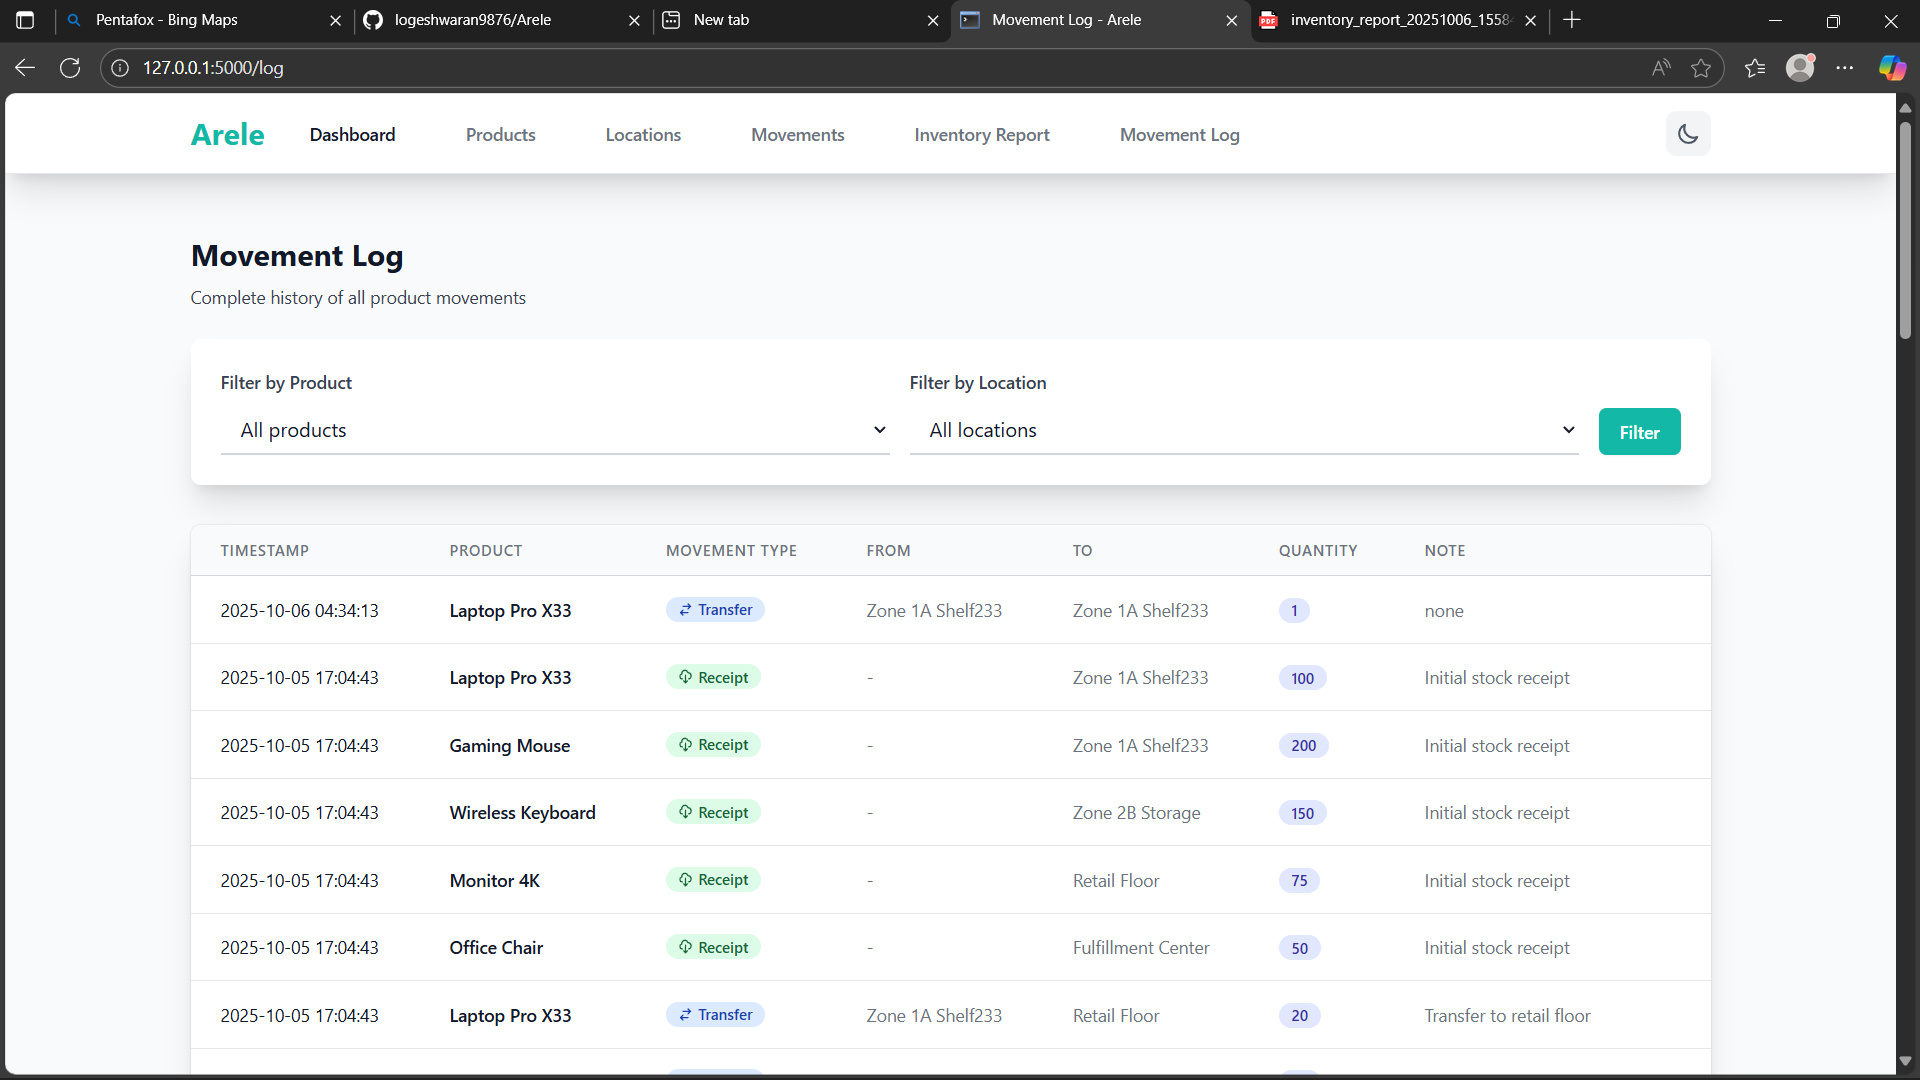 Pentafox - Bing Maps
logeshwaran9876/Arele
New tab
Movement Log - Arele
inventory_report_20251006_1558
127.0.0.1:5000/log
Arele Dashboard Products Locations Movements Inventory Report Movement Log
Movement Log
Complete history of all product movements
Filter by Product Filter by Location
All products All locations Filter
TIMESTAMP PRODUCT MOVEMENT TYPE FROM TO QUANTITY NOTE
2025-10-06 04:34:13 Laptop Pro X33 Transfer Zone 1A Shelf233 Zone 1A Shelf233 1 none
2025-10-05 17:04:43 Laptop Pro X33 Receipt - Zone 1A Shelf233 100 Initial stock receipt
2025-10-05 17:04:43 Gaming Mouse Receipt - Zone 1A Shelf233 200 Initial stock receipt
2025-10-05 17:04:43 Wireless Keyboard Receipt - Zone 2B Storage 150 Initial stock receipt
2025-10-05 17:04:43 Monitor 4K Receipt - Retail Floor 75 Initial stock receipt
2025-10-05 17:04:43 Office Chair Receipt - Fulfillment Center 50 Initial stock receipt
2025-10-05 17:04:43 Laptop Pro X33 Transfer Zone 1A Shelf233 Retail Floor 20 Transfer to retail floor